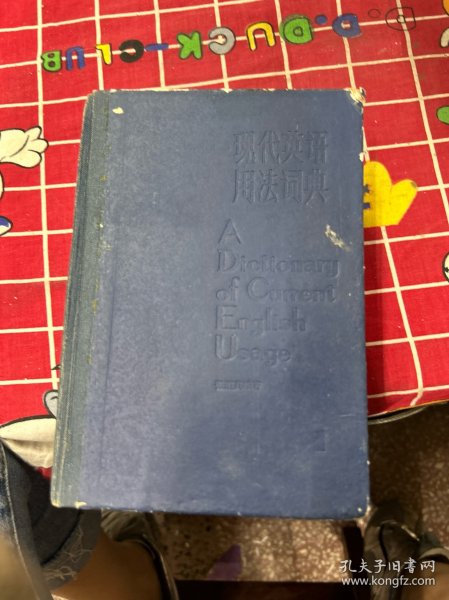 B.DUCK-CLUB
现代英语
用法词典
A
Dictionary
of Current
English
Usage
1
孔夫子旧书网
www.kongfz.com